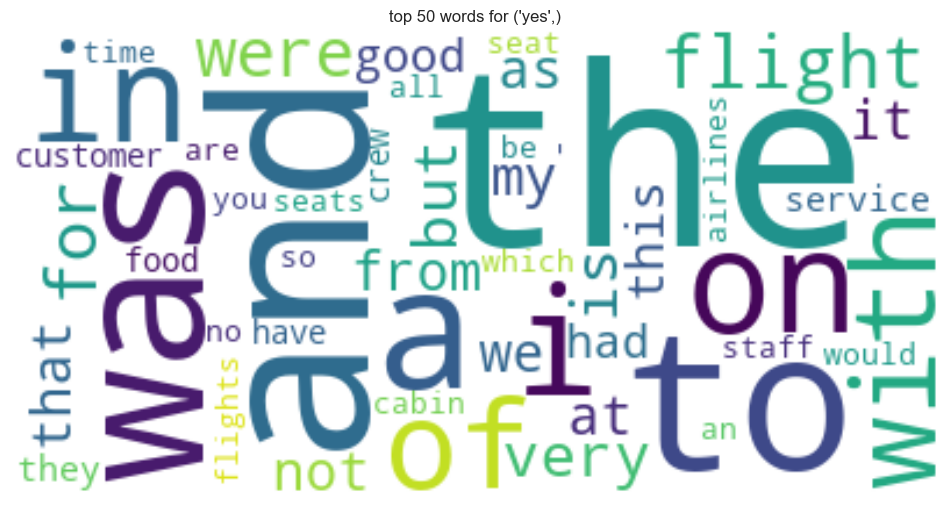 top 50 words for ('yes',)
time
were
good
seat
as
flight
in
all
the
it
customer
are
and
crew
but
be
'
my
airlines
was
you
seats
this
service
for
food
so
from
which
is
on
with
that
no
have
a
i
we
had
to
staff
would
flights
cabin
of
at
an
they
not
very